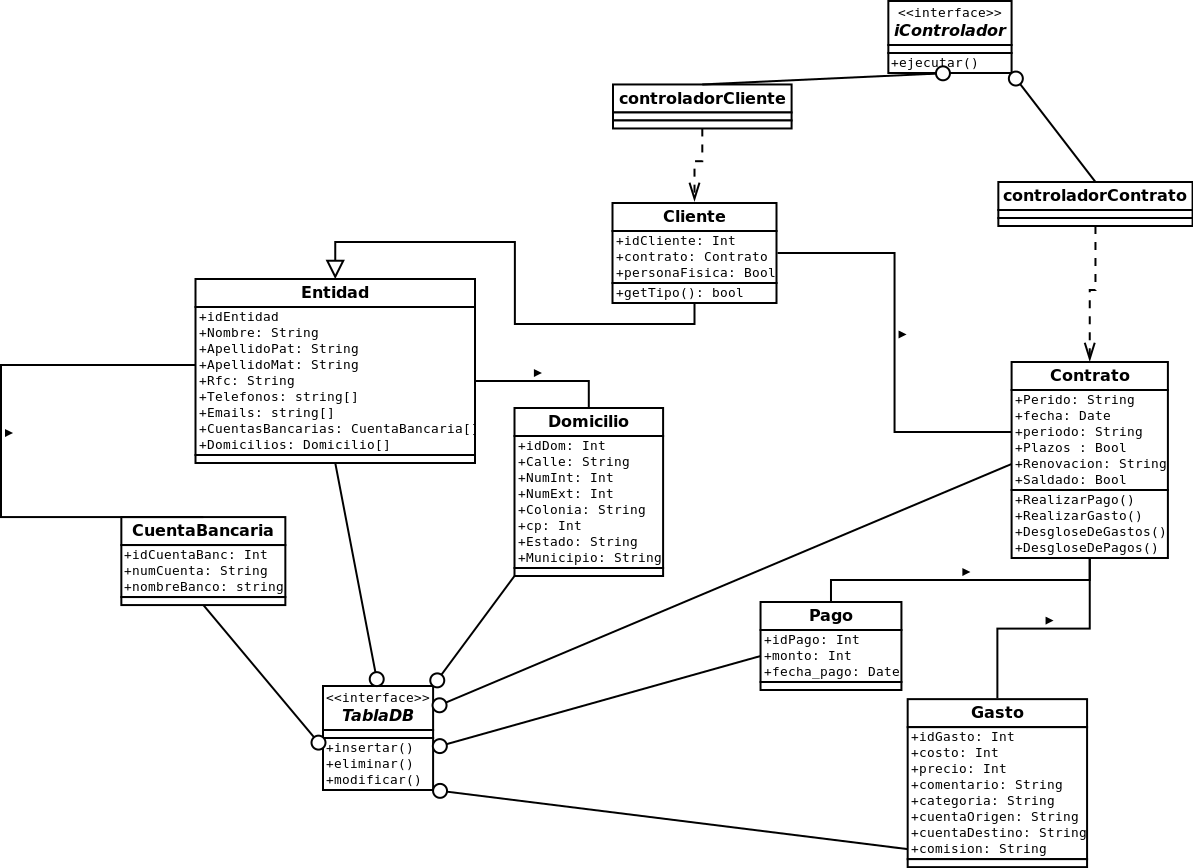 <<interface>>
iControlador
+ejecutar()
controladorCliente
controladorContrato
Cliente
+idCliente: Int
+contrato: Contrato
+personaFisica: Bool
+getTipo(): bool
Entidad
+idEntidad
+Nombre: String
+ApellidoPat: String
+ApellidoMat: String
+Rfc: String
+Telefonos: string[]
+Emails: string[]
+CuentasBancarias: CuentaBancaria[]
+Domicilios: Domicilio[]
Contrato
+Perido: String
+fecha: Date
+periodo: String
+Plazos : Bool
+Renovacion: String
+Saldado: Bool
+RealizarPago()
+RealizarGasto()
+DesgloseDeGastos()
+DesgloseDePagos()
Domicilio
+idDom: Int
+Calle: String
+NumInt: Int
+NumExt: Int
+Colonia: String
+cp: Int
+Estado: String
+Municipio: String
CuentaBancaria
+idCuentaBanc: Int
+numCuenta: String
+nombreBanco: string
Pago
+idPago: Int
+monto: Int
+fecha_pago: Date
<<interface>>
TablaDB
+insertar()
+eliminar()
+modificar()
Gasto
+idGasto: Int
+costo: Int
+precio: Int
+comentario: String
+categoria: String
+cuentaOrigen: String
+cuentaDestino: String
+comision: String